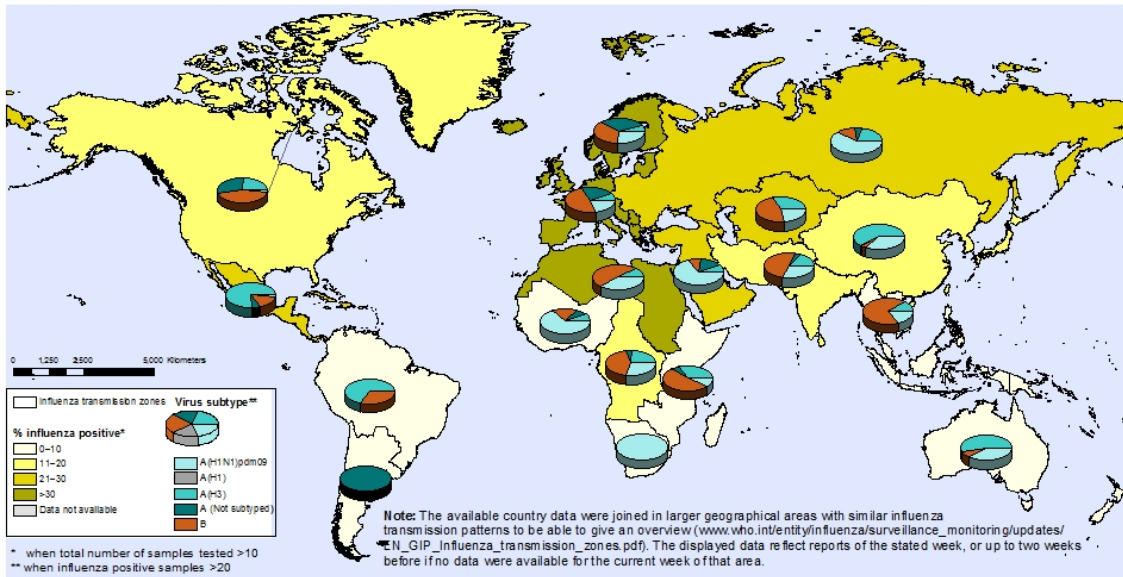 0 1,250 2,500 5,000 Kilometers
Influenza transmission zones
% influenza positive*
0–10
11–20
21–30
>30
Data not available
Virus subtype**
A(H1N1)pdm09
A(H1)
A(H3)
A (Not subtyped)
B
* when total number of samples tested >10
** when influenza positive samples >20
Note: The available country data were joined in larger geographical areas with similar influenza
transmission patterns to be able to give an overview (www.who.int/entity/influenza/surveillance_monitoring/updates/
EN_GIP_Influenza_transmission_zones.pdf). The displayed data reflect reports of the stated week, or up to two weeks
before if no data were available for the current week of that area.